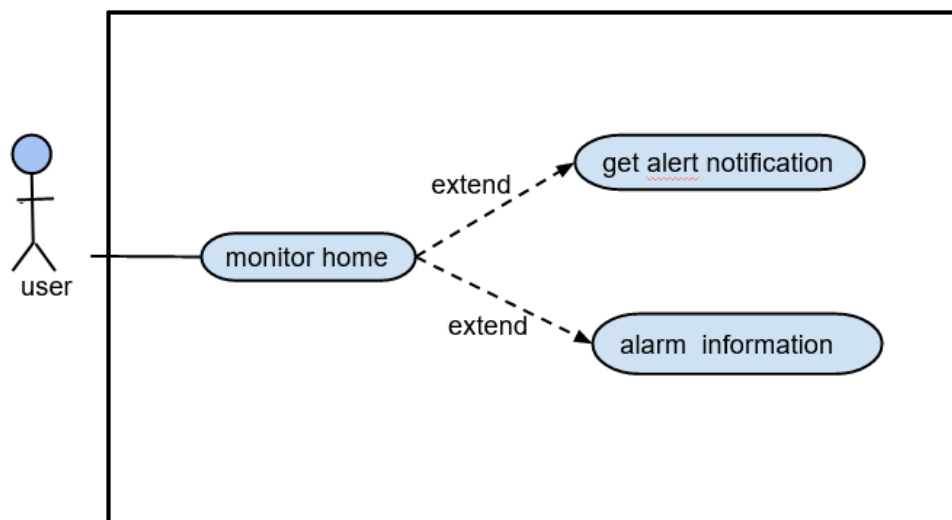 get alert notification
extend
monitor home
user
extend
alarm information